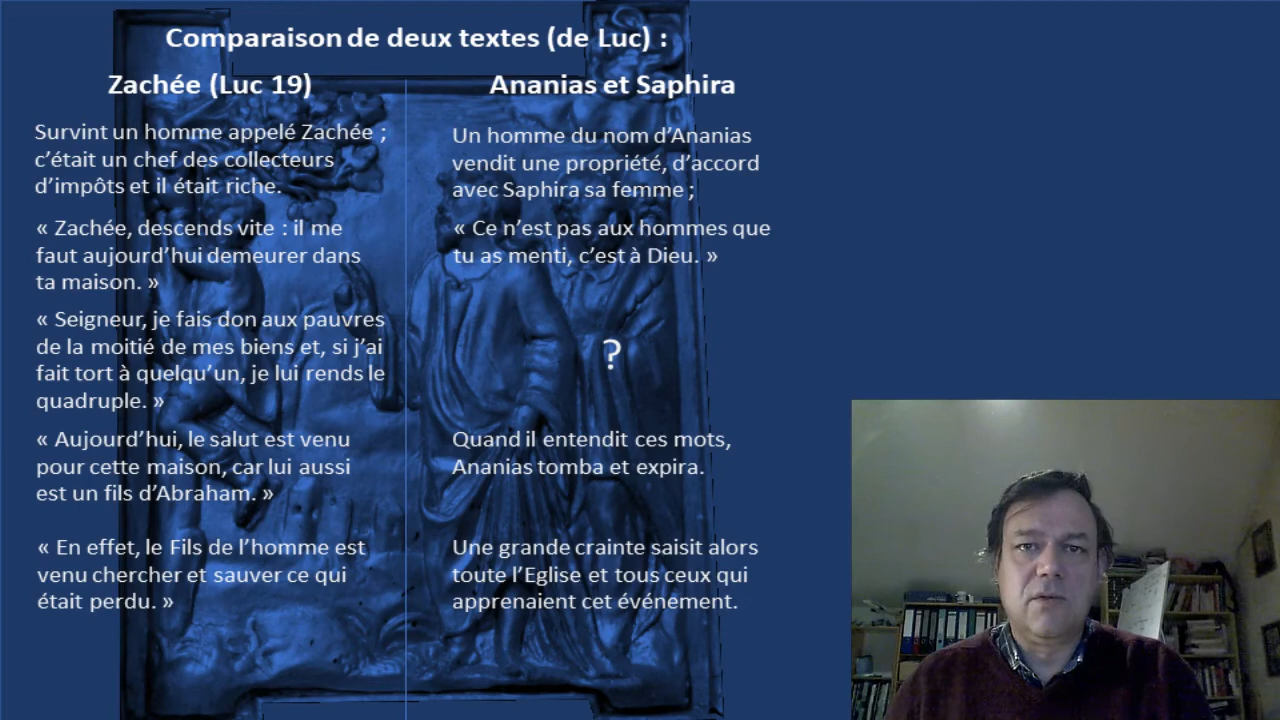 Comparaison de deux textes (de Luc) :
Zachée (Luc 19)
Survint un homme appelé Zachée ;
c’était un chef des collecteurs
d’impôts et il était riche.
« Zachée, descends vite : il me
faut aujourd’hui demeurer dans
ta maison. »
« Seigneur, je fais don aux pauvres
de la moitié de mes biens et, si j’ai
fait tort à quelqu’un, je lui rends le
quadruple. »
« Aujourd’hui, le salut est venu
pour cette maison, car lui aussi
est un fils d’Abraham. »
« En effet, le Fils de l’homme est
venu chercher et sauver ce qui
était perdu. »
Ananias et Saphira
Un homme du nom d’Ananias
vendit une propriété, d’accord
avec Saphira sa femme ;
« Ce n’est pas aux hommes que
tu as menti, c’est à Dieu. »
?
Quand il entendit ces mots,
Ananias tomba et expira.
Une grande crainte saisit alors
toute l’Eglise et tous ceux qui
apprenaient cet événement.